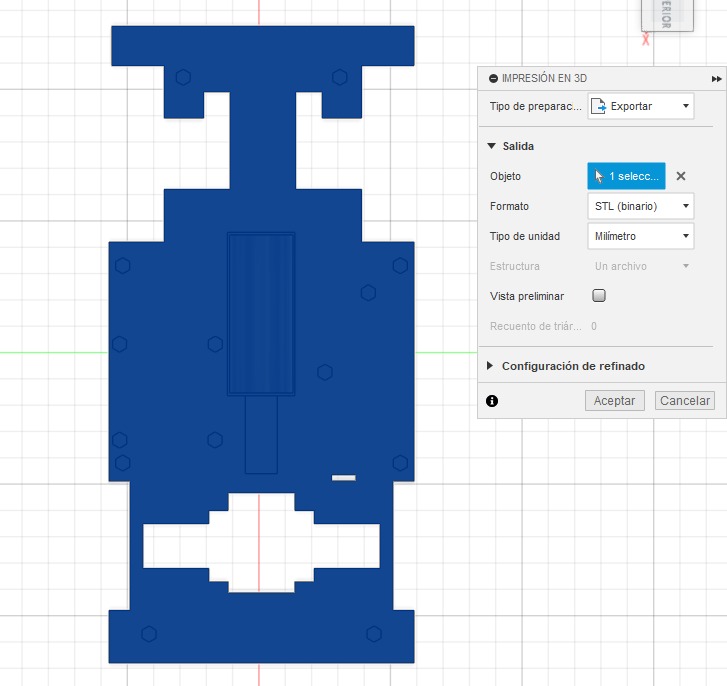 ERIOR
X
IMPRESIÓN EN 3D
Tipo de preparac... Exportar
Salida
Objeto 1 selecc...
Formato STL (binario)
Tipo de unidad Milímetro
Estructura Un archivo
Vista preliminar
Recuento de triár... 0
Configuración de refinado
Aceptar Cancelar